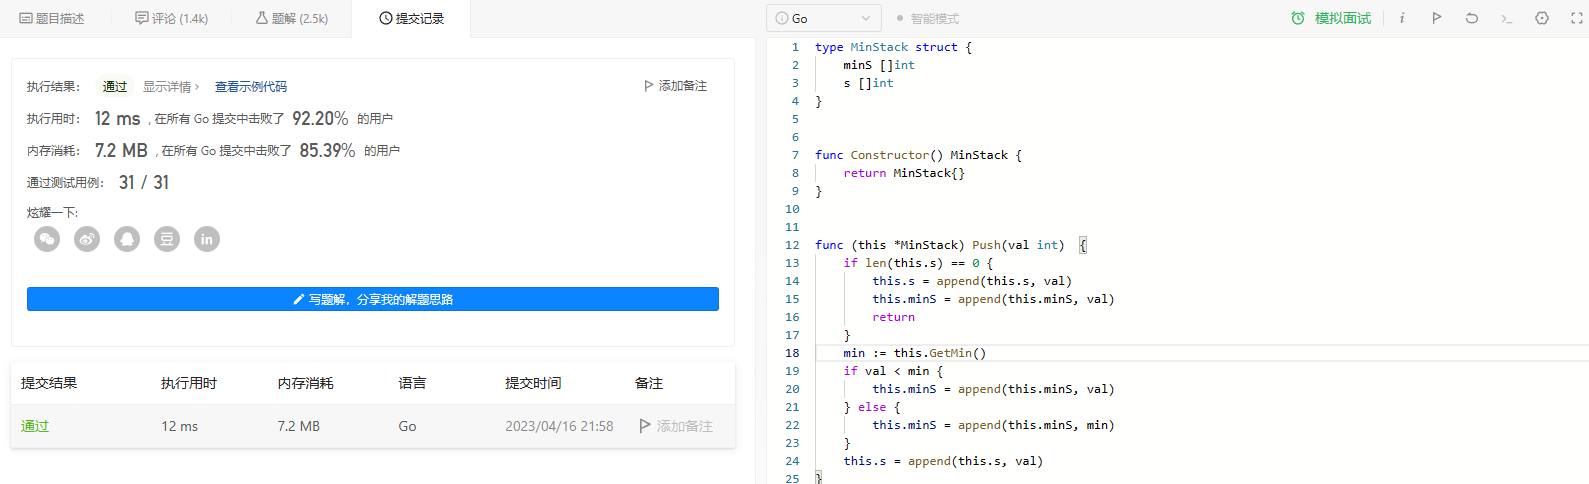 题目描述
评论 (1.4k)
题解 (2.5k)
提交记录
执行结果： 通过 显示详情 › 查看示例代码
添加备注
执行用时： 12 ms , 在所有 Go 提交中击败了 92.20% 的用户
内存消耗： 7.2 MB , 在所有 Go 提交中击败了 85.39% 的用户
通过测试用例： 31 / 31
炫耀一下:
豆
in
写题解，分享我的解题思路
提交结果 执行用时 内存消耗 语言 提交时间 备注
通过 12 ms 7.2 MB Go 2023/04/16 21:58 添加备注
Go
智能模式
模拟面试
i
1 type MinStack struct {
2     minS []int
3     s []int
4 }
5
6
7 func Constructor() MinStack {
8     return MinStack{}
9 }
10
11
12 func (this *MinStack) Push(val int)  {
13     if len(this.s) == 0 {
14         this.s = append(this.s, val)
15         this.minS = append(this.minS, val)
16         return
17     }
18     min := this.GetMin()
19     if val < min {
20         this.minS = append(this.minS, val)
21     } else {
22         this.minS = append(this.minS, min)
23     }
24     this.s = append(this.s, val)
25 }